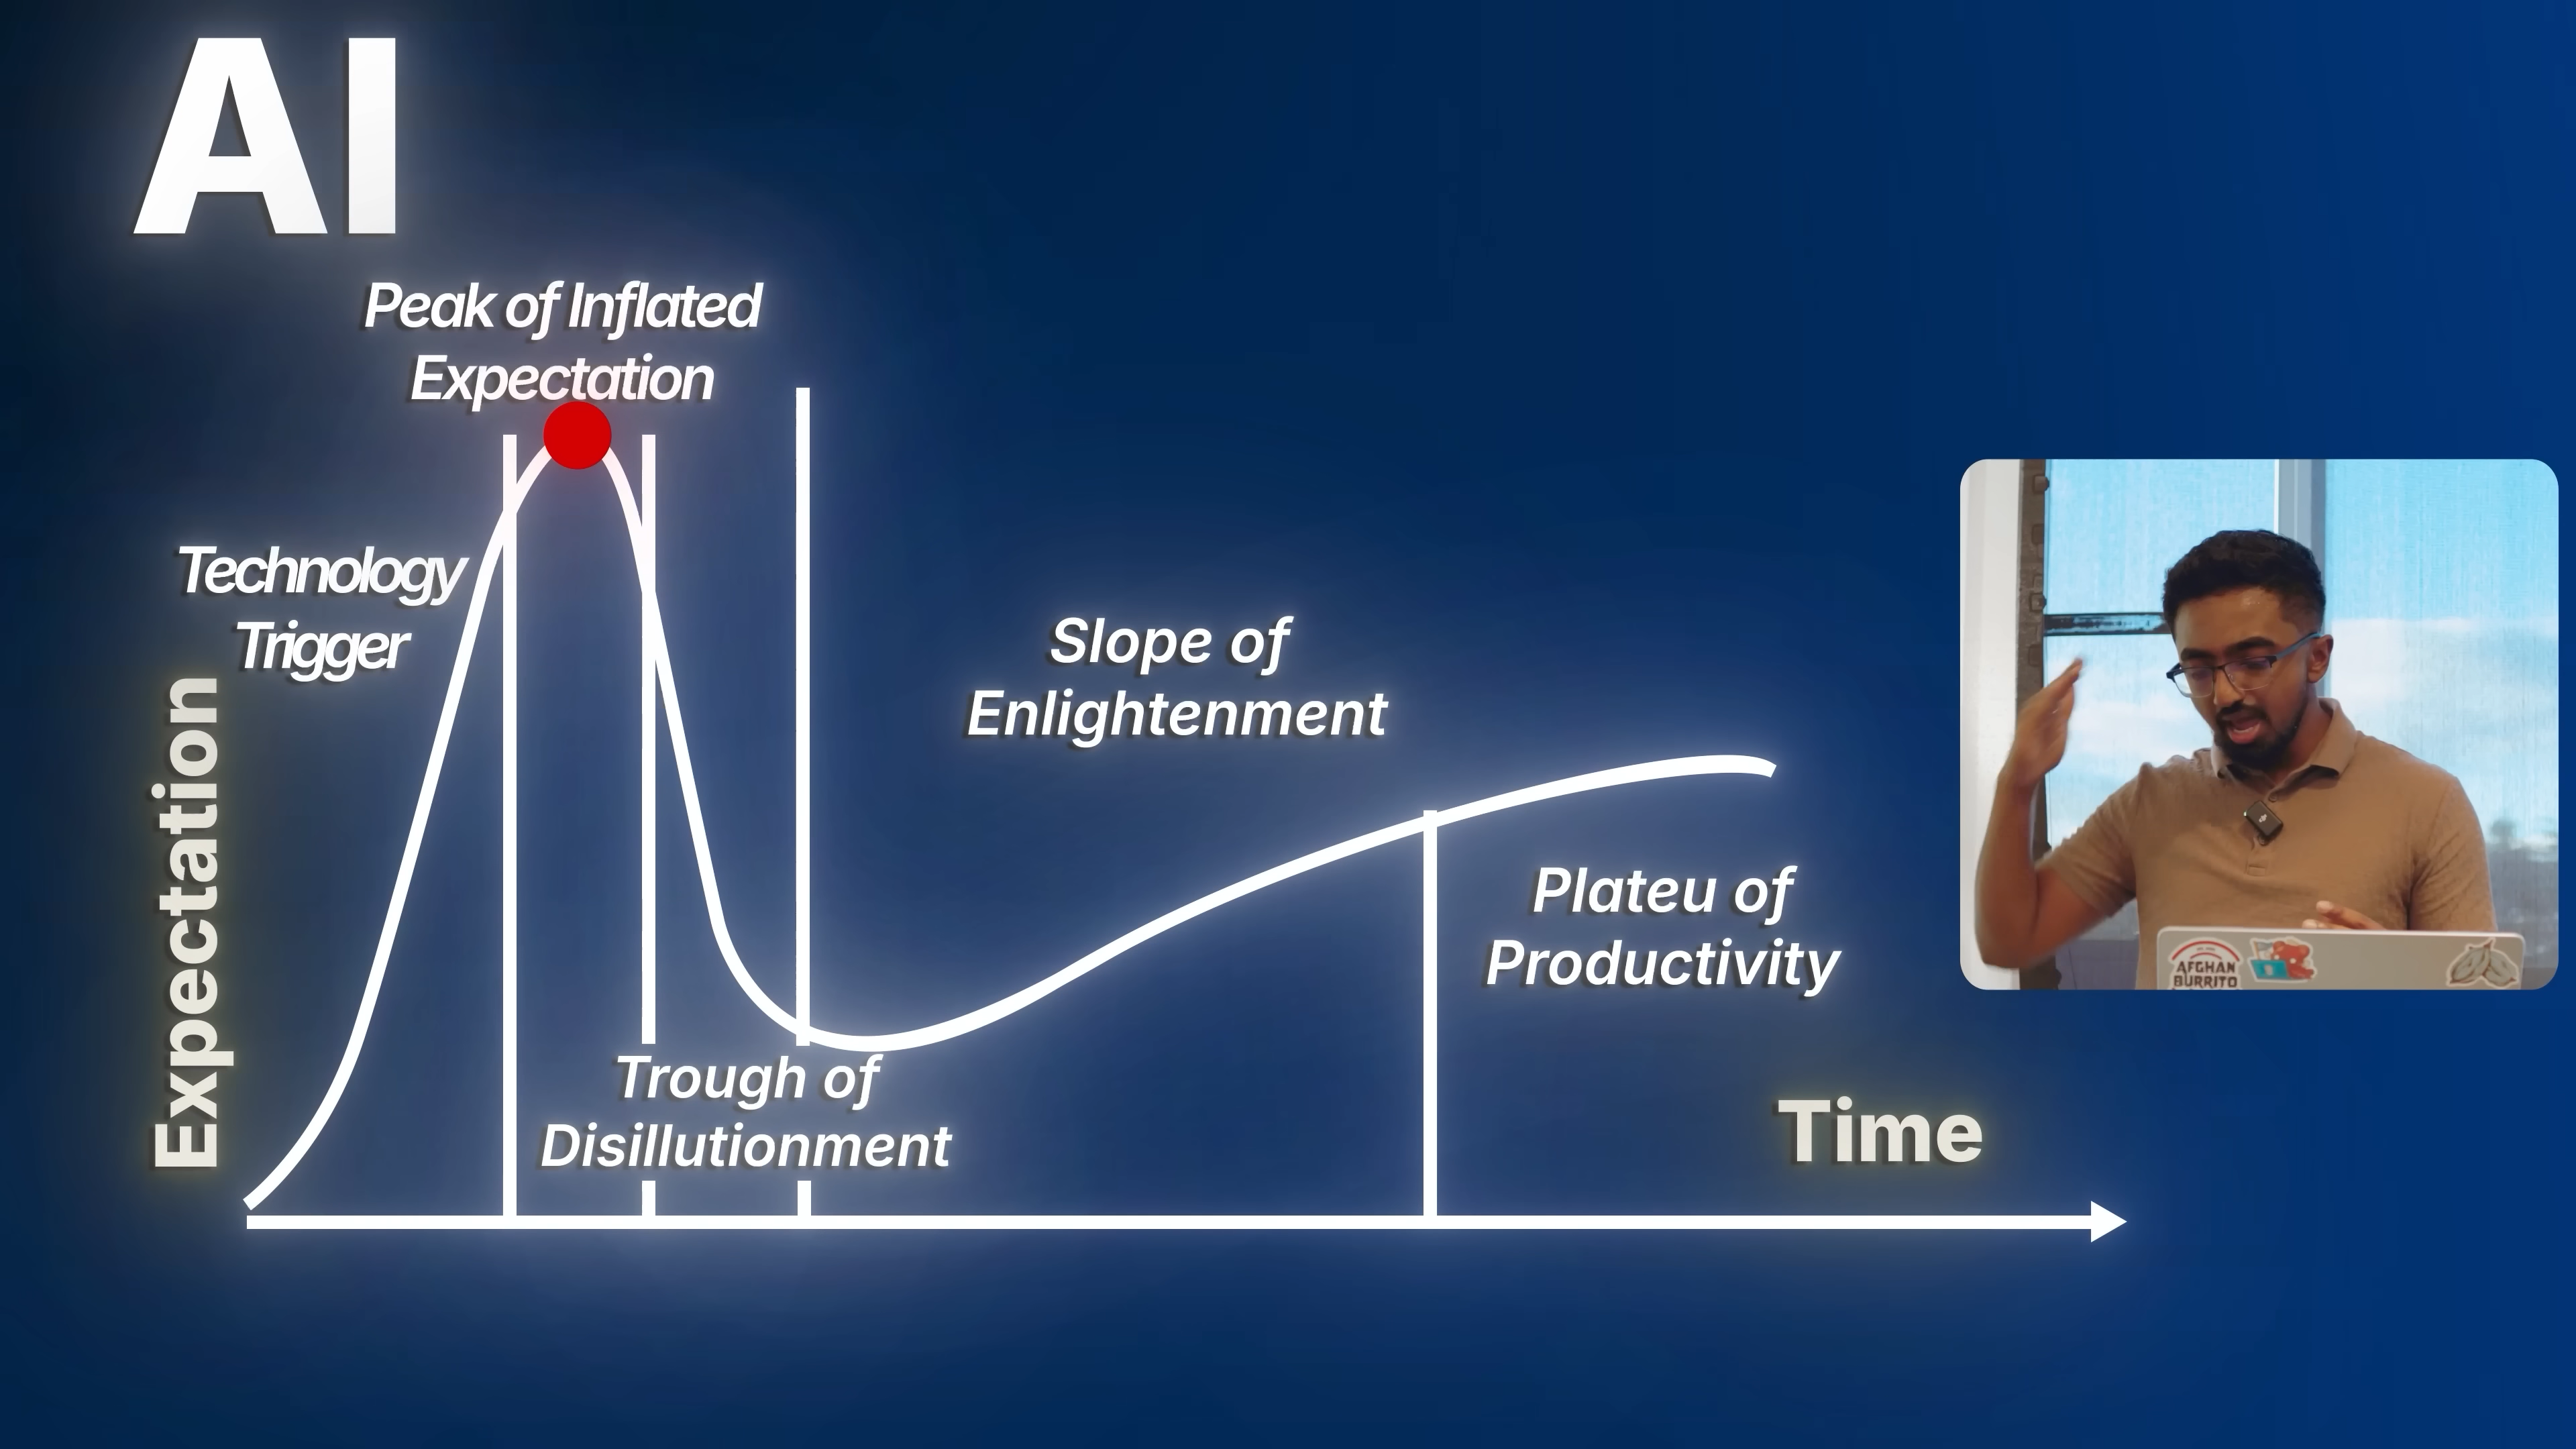 AI
Peak of Inflated
Expectation
Technology
Trigger
Expectation
Slope of
Enlightenment
Plateu of
Productivity
Trough of
Disillutionment
Time
AFGHAN
BURRITO